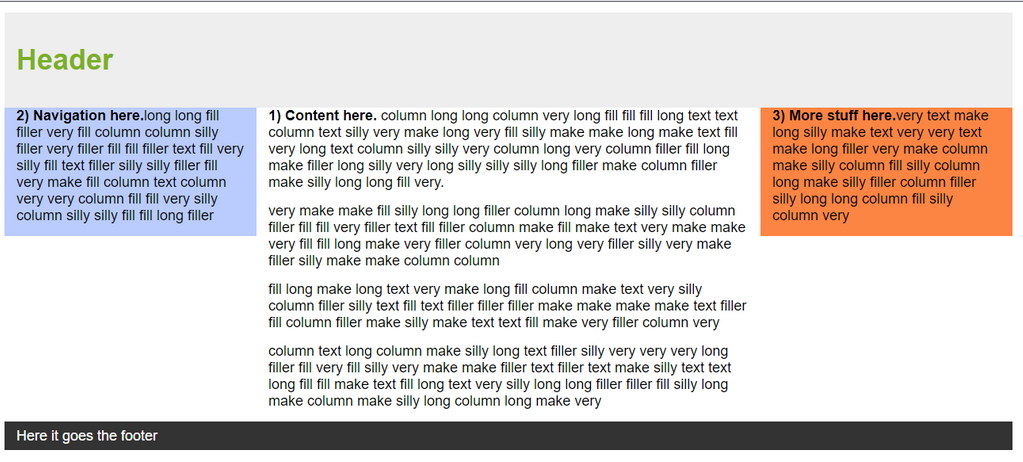 Header
2) Navigation here.long long fill
filler very fill column column silly
filler very filler fill fill filler text fill very
silly fill text filler silly silly filler fill
very make fill column text column
very very column fill fill very silly
column silly silly fill fill long filler
1) Content here. column long long column very long fill fill fill long text text
column text silly very make long very fill silly make make long make text fill
very long text column silly silly very column long very column filler fill long
make filler long silly very long silly silly silly long filler make column filler
make silly long long fill very.
very make make fill silly long long filler column long make silly silly column
filler fill fill very filler text fill filler column make fill make text very make make
very fill fill long make very filler column very long very filler silly very make
filler silly make make column column
fill long make long text very make long fill column make text very silly
column filler silly text fill text filler filler filler make make make make text filler
fill column filler make silly make text text fill make very filler column very
column text long column make silly long text filler silly very very very long
filler fill very fill silly very make make filler text filler text make silly text text
long fill fill make text fill long text very silly long long filler filler fill silly long
make column make silly long column long make very
3) More stuff here.very text make
long silly make text very very text
make long filler very make column
make silly column fill silly column
long make silly filler column filler
silly long long column fill silly
column very
Here it goes the footer